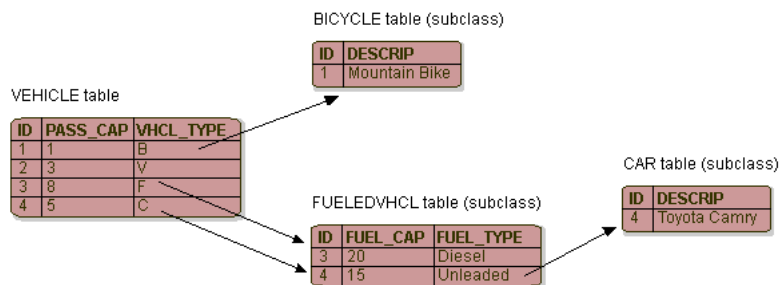 BICYCLE table (subclass)
ID DESCRIP
1 Mountain Bike
VEHICLE table
ID PASS_CAP VHCL_TYPE
1 1 B
2 3 V
3 8 F
4 5 C
FUELEDVHCL table (subclass)
ID FUEL_CAP FUEL_TYPE
3 20 Diesel
4 15 Unleaded
CAR table (subclass)
ID DESCRIP
4 Toyota Camry